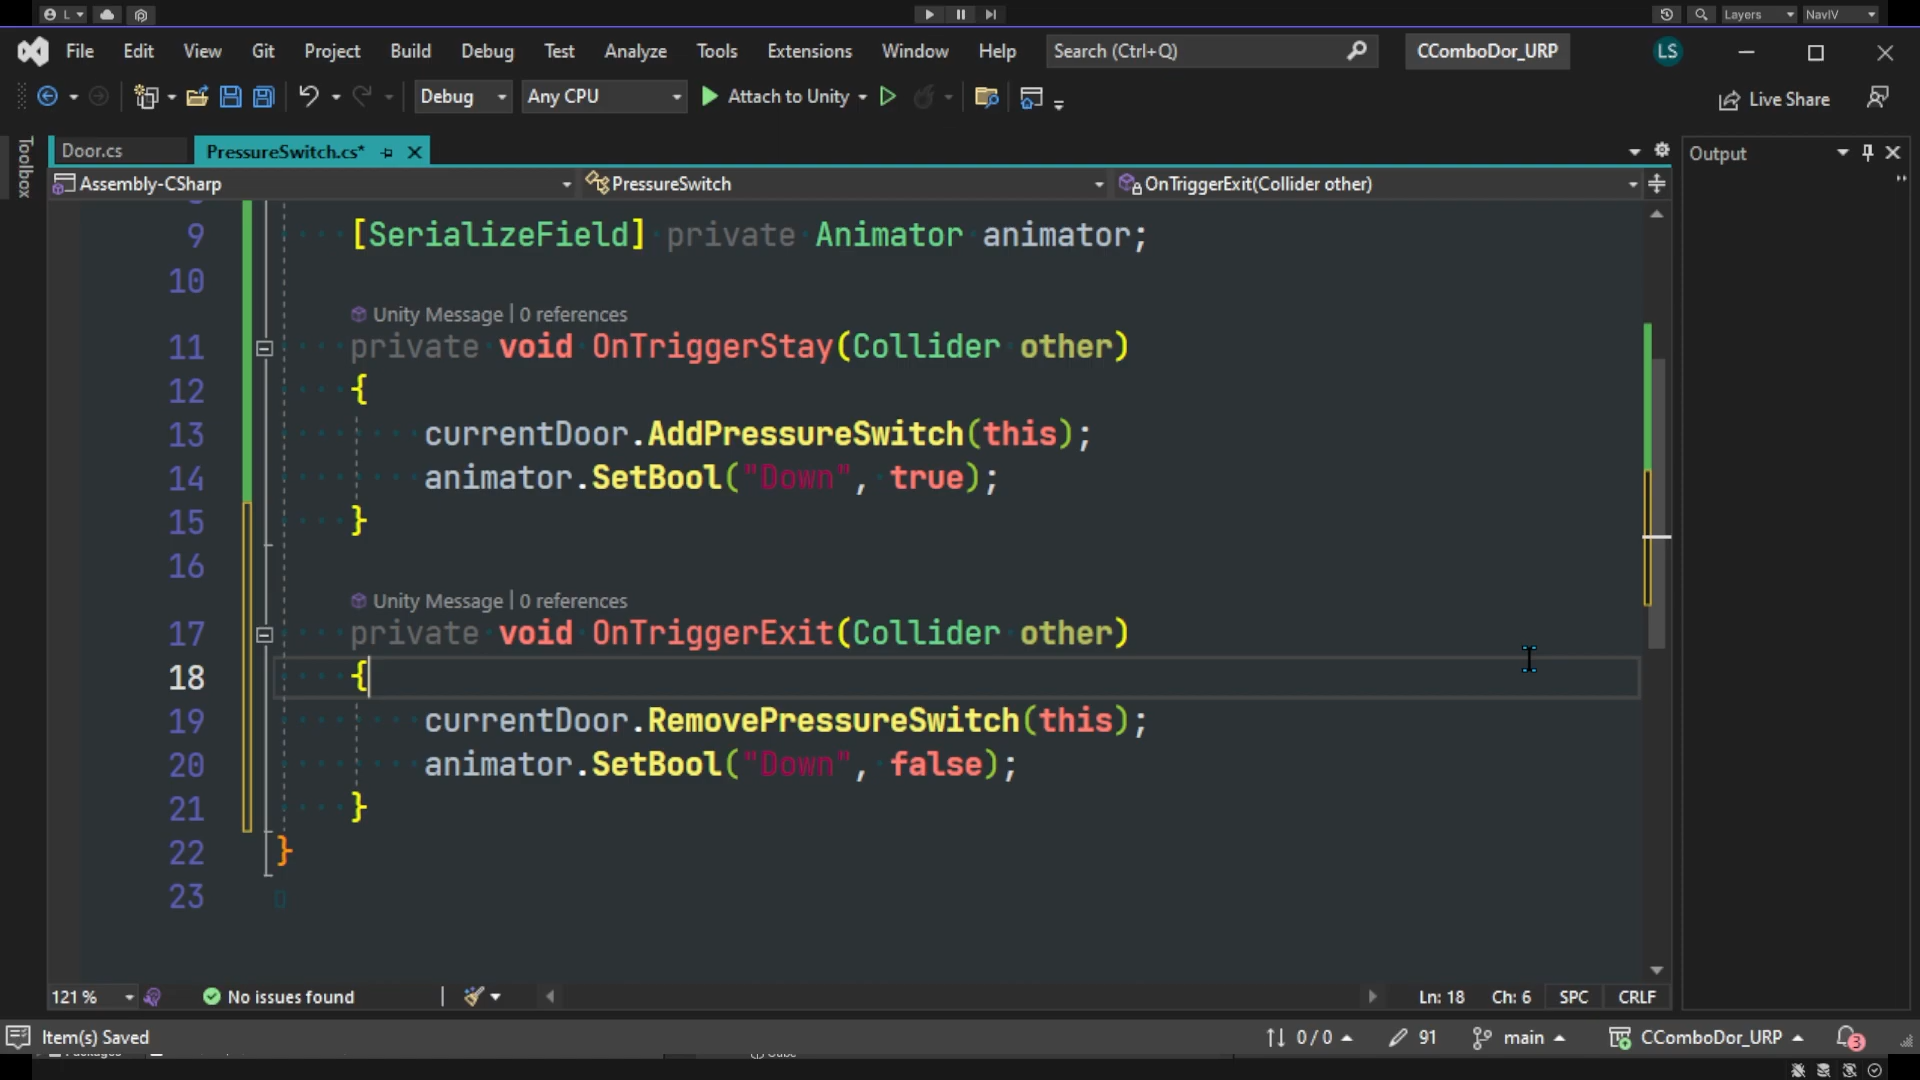 L
Layers
NavIV
File Edit View Git Project Build Debug Test Analyze Tools Extensions Window Help Search (Ctrl+Q) CComboDor_URP LS
Debug Any CPU Attach to Unity Live Share
Toolbox
Door.cs PressureSwitch.cs* Output
Assembly-CSharp PressureSwitch OnTriggerExit(Collider other)
9 [SerializeField] private Animator animator;
10
Unity Message | 0 references
11 private void OnTriggerStay(Collider other)
12 {
13 currentDoor.AddPressureSwitch(this);
14 animator.SetBool("Down", true);
15 }
16
Unity Message | 0 references
17 private void OnTriggerExit(Collider other)
18 {
19 currentDoor.RemovePressureSwitch(this);
20 animator.SetBool("Down", false);
21 }
22 }
23
121 % No issues found Ln: 18 Ch: 6 SPC CRLF
Item(s) Saved 0 / 0 91 main CComboDor_URP 3